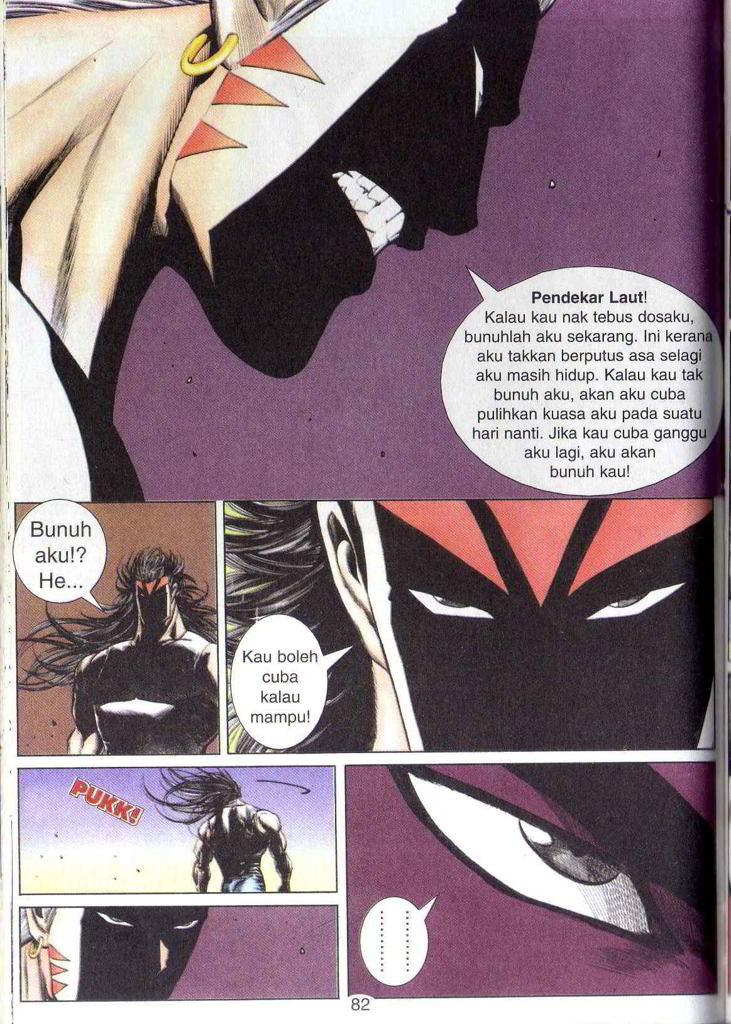 Pendekar Laut!
Kalau kau nak tebus dosaku,
bunuhlah aku sekarang. Ini kerana
aku takkan berputus asa selagi
aku masih hidup. Kalau kau tak
bunuh aku, akan aku cuba
pulihkan kuasa aku pada suatu
hari nanti. Jika kau cuba ganggu
aku lagi, aku akan
bunuh kau!
Bunuh
aku!?
He...
Kau boleh
cuba
kalau
mampu!
PUKK!
82